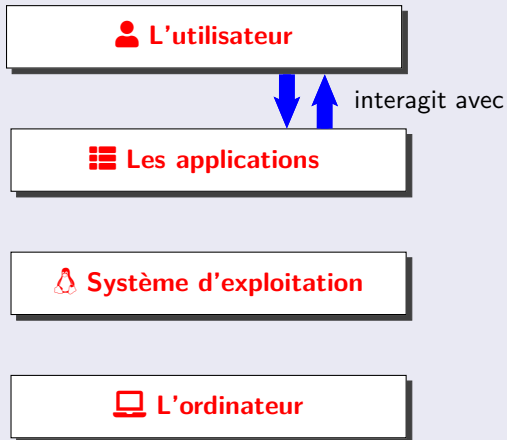 L'utilisateur
interagit avec
Les applications
Système d'exploitation
L'ordinateur